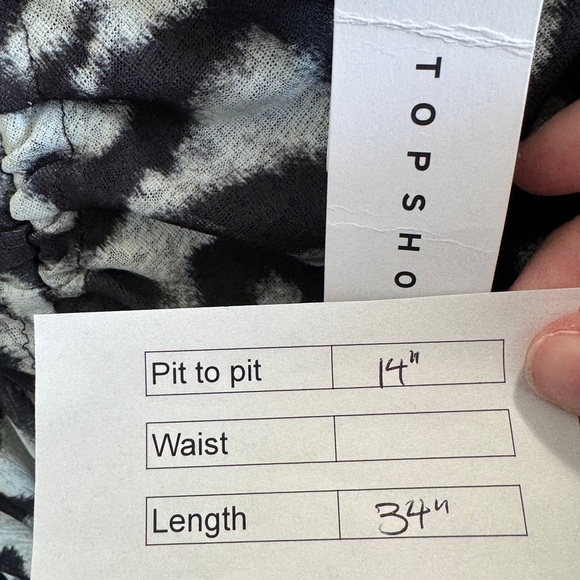 TOPSHO
Pit to pit 14"
Waist
Length 34"